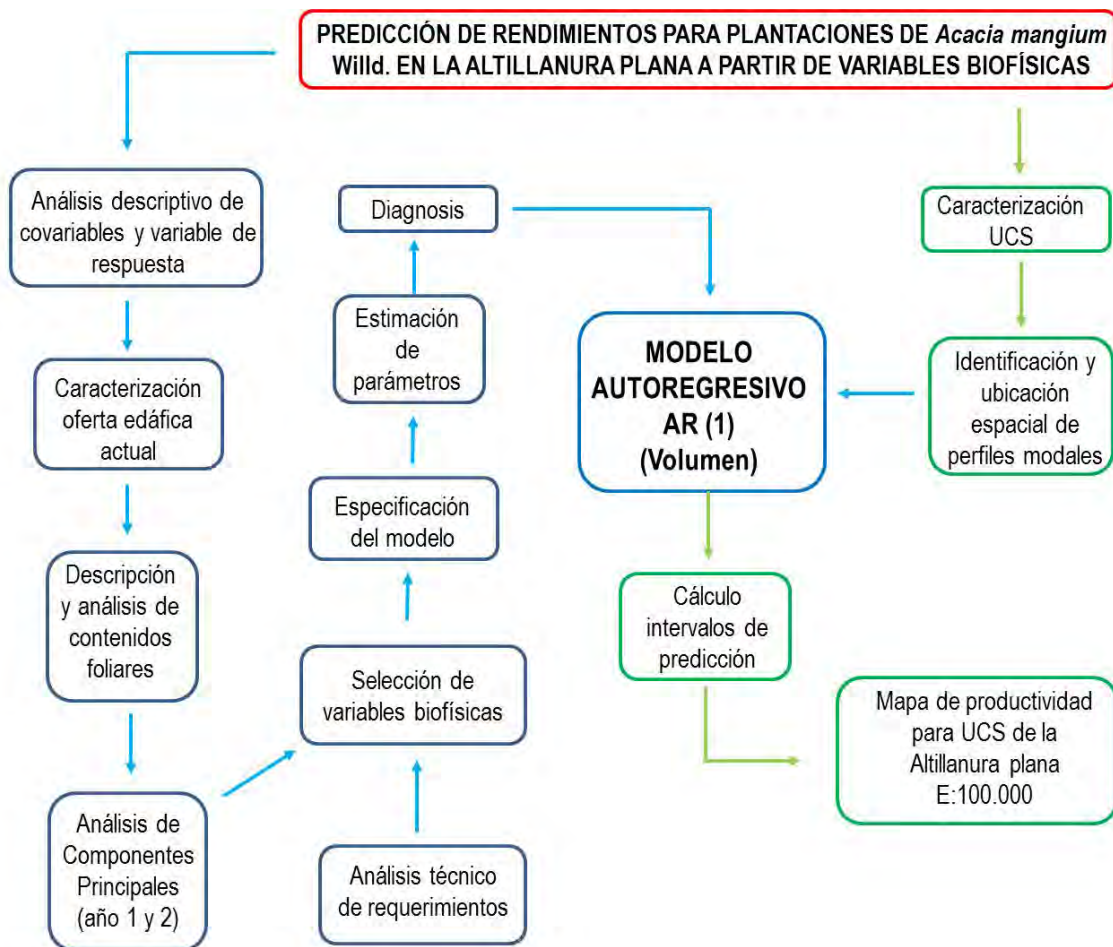 PREDICCIÓN DE RENDIMIENTOS PARA PLANTACIONES DE Acacia mangium
Willd. EN LA ALTILLANURA PLANA A PARTIR DE VARIABLES BIOFÍSICAS
Análisis descriptivo de
covariables y variable de
respuesta
Caracterización
oferta edáfica
actual
Descripción
y análisis de
contenidos
foliares
Análisis de
Componentes
Principales
(año 1 y 2)
Análisis técnico
de requerimientos
Selección de
variables biofísicas
Especificación
del modelo
Estimación
de
parámetros
Diagnosis
MODELO
AUTOREGRESIVO
AR (1)
(Volumen)
Caracterización
UCS
Identificación y
ubicación
espacial de
perfiles modales
Cálculo
intervalos de
predicción
Mapa de productividad
para UCS de la
Altillanura plana
E:100.000